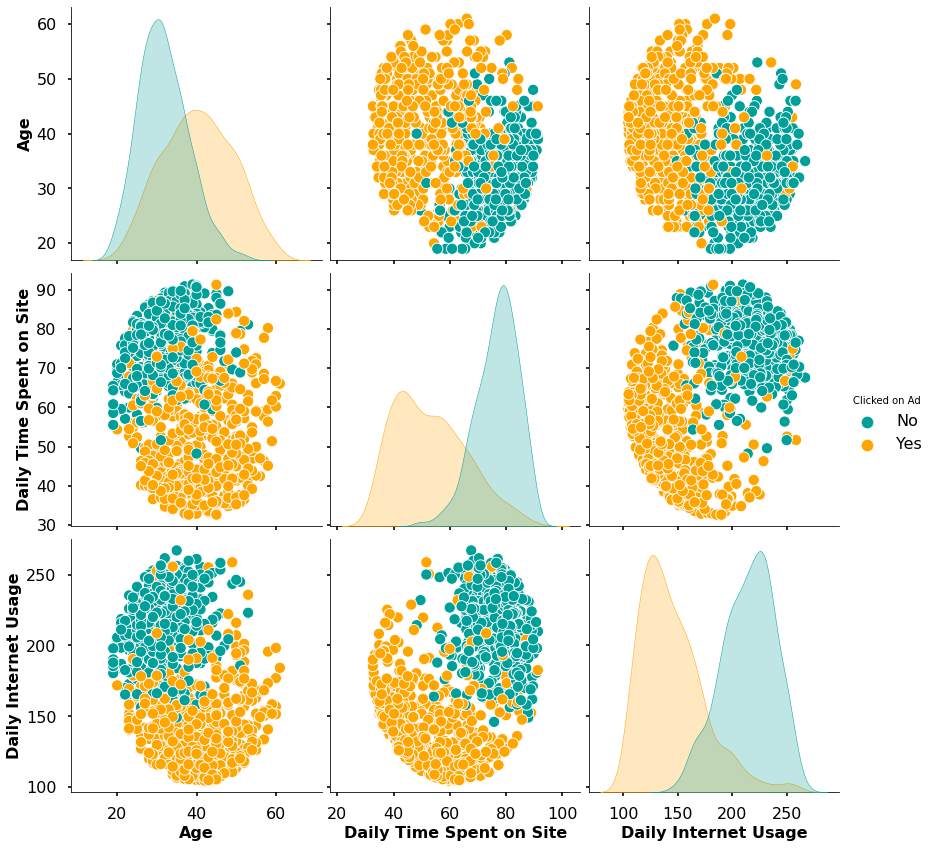 60
50
40
30
20
Age
90
80
70
60
50
40
30
Daily Time Spent on Site
Clicked on Ad
No
Yes
250
200
150
100
Daily Internet Usage
20 40 60
20 40 60 80 100
100 150 200 250
Age
Daily Time Spent on Site
Daily Internet Usage